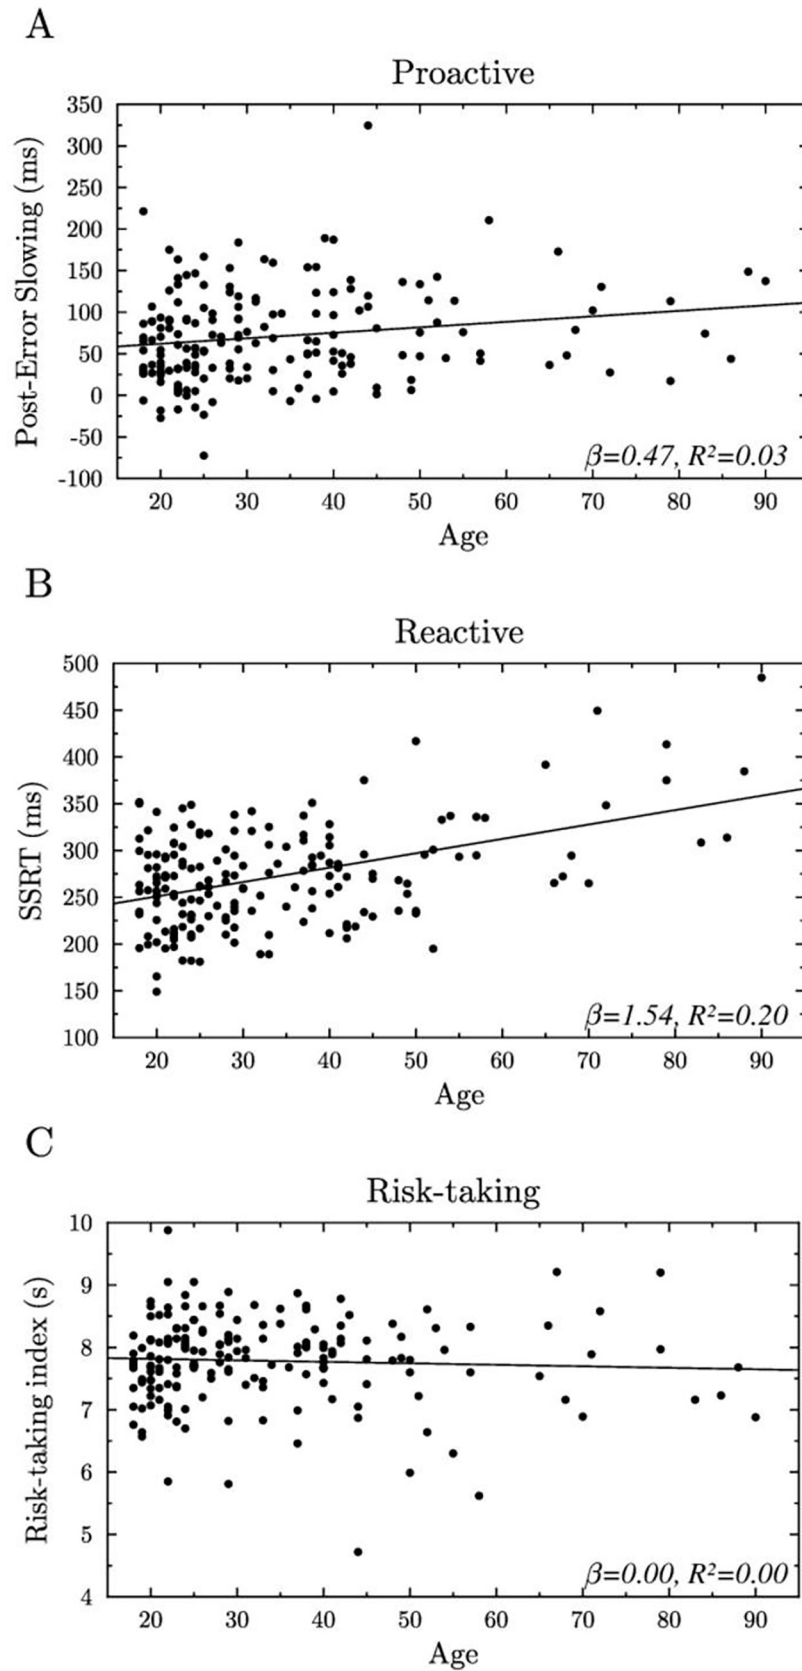 A
Proactive
350
300
250
200
150
100
50
0
-50
-100
Post-Error Slowing (ms)
β=0.47, R²=0.03
20 30 40 50 60 70 80 90
Age
B
Reactive
500
450
400
350
300
250
200
150
100
SSRT (ms)
β=1.54, R²=0.20
20 30 40 50 60 70 80 90
Age
C
Risk-taking
10
9
8
7
6
5
4
Risk-taking index (s)
β=0.00, R²=0.00
20 30 40 50 60 70 80 90
Age